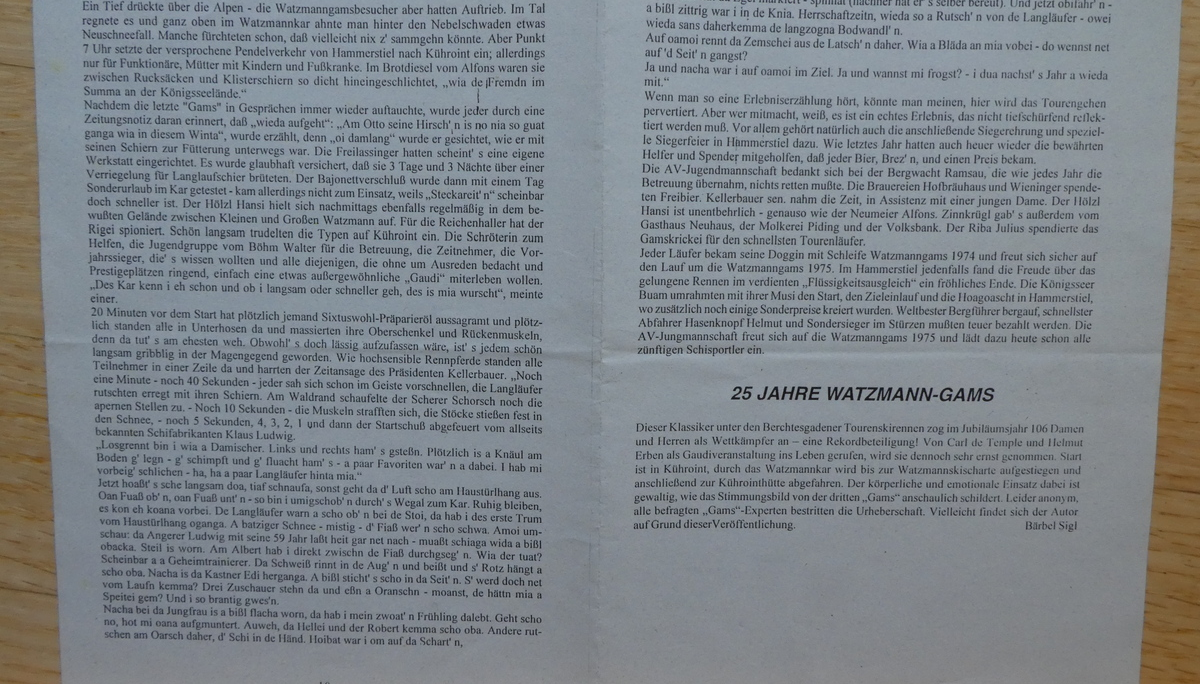 Ein Tief drückte über die Alpen - die Watzmanngamsbesucher aber hatten Auftrieb. Im Tal
regnete es und ganz oben im Watzmannkar ahnte man hinter den Nebelschwaden etwas
Neuschneefall. Manche fürchteten schon, daß vielleicht nix z' sammgehn könnte. Aber Punkt
7 Uhr setzte der versprochene Pendelverkehr von Hammerstiel nach Kühroint ein; allerdings
nur für Funktionäre, Mütter mit Kindern und Fußkranke. Im Brotdiesel vom Alfons waren sie
zwischen Rucksäcken und Klisterschiern so dicht hineingeschlichtet, „wia de Fremdn im
Summa an der Königsseelände.“
Nachdem die letzte "Gams" in Gesprächen immer wieder auftauchte, wurde jeder durch eine
Zeitungsnotiz daran erinnert, daß „wieda aufgeht“: „Am Otto seine Hirsch' n is no nia so guat
ganga wia in diesem Winta“, wurde erzählt, denn „oi damlang“ wurde er gesichtet, wie er mit
seinen Schiern zur Fütterung unterwegs war. Die Freilassinger hatten scheint' s eine eigene
Werkstatt eingerichtet. Es wurde glaubhaft versichert, daß sie 3 Tage und 3 Nächte über einer
Verriegelung für Langlaufschier brüteten. Der Bajonettverschluß wurde dann mit einem Tag
Sonderurlaub im Kar getestet - kam allerdings nicht zum Einsatz, weils „Steckareit' n“ scheinbar
doch schneller ist. Der Hölzl Hansi hielt sich nachmittags ebenfalls regelmäßig in dem be-
wußten Gelände zwischen Kleinen und Großen Watzmann auf. Für die Reichenhaller hat der
Rigei spioniert. Schön langsam trudelten die Typen auf Kühroint ein. Die Schröterin zum
Helfen, die Jugendgruppe vom Böhm Walter für die Betreuung, die Zeitnehmer, die Vor-
jahrssieger, die' s wissen wollten und alle diejenigen, die ohne um Ausreden bedacht und
Prestigeplätzen ringend, einfach eine etwas außergewöhnliche „Gaudi“ miterleben wollen.
„Des Kar kenn i eh schon und ob i langsam oder schneller geh, des is mia wurscht“, meinte
einer.
20 Minuten vor dem Start hat plötzlich jemand Sixtuswohl-Präparieröl aussagramt und plötz-
lich standen alle in Unterhosen da und massierten ihre Oberschenkel und Rückenmuskeln,
denn da tut' s am ehesten weh. Obwohl' s doch lässig aufzufassen wäre, ist' s jedem schön
langsam gribblig in der Magengegend geworden. Wie hochsensible Rennpferde standen alle
Teilnehmer in einer Zeile da und harrten der Zeitansage des Präsidenten Kellerbauer. „Noch
eine Minute - noch 40 Sekunden - jeder sah sich schon im Geiste vorschnellen, die Langläufer
rutschten erregt mit ihren Schiern. Am Waldrand schaufelte der Scherer Schorsch noch die
apernen Stellen zu. - Noch 10 Sekunden - die Muskeln strafften sich, die Stöcke stießen fest in
den Schnee, - noch 5 Sekunden, 4, 3, 2, 1 und dann der Startschuß abgefeuert vom allseits
bekannten Schifabrikanten Klaus Ludwig.
„Losgrennt bin i wia a Damischer. Links und rechts ham' s gsteßn. Plötzlich is a Knäul am
Boden g' legn - g' schimpft und g' fluacht ham' s - a paar Favoriten war' n a dabei. I hab mi
vorbeig' schlichen - ha, ha a paar Langläufer hinta mia.“
Jetzt hoaßt' s sche langsam doa, tiaf schnaufa, sonst geht da d' Luft scho am Haustürlhang aus.
Oan Fuaß ob' n, oan Fuaß unt' n - so bin i umigschob' n durch' s Wegal zum Kar. Ruhig bleiben,
es kon eh koana vorbei. De Langläufer warn a scho ob' n bei de Stoi, da hab i des erste Trum
vom Haustürlhang oganga. A batziger Schnee - mistig - d' Fiaß wer' n scho schwa. Amoi um-
schau: da Angerer Ludwig mit seine 59 Jahr laßt heit gar net nach - muaßt schiaga wida a bißl
obacka. Steil is worn. Am Albert hab i direkt zwischn de Fiaß durchgseg' n. Wia der tuat?
Scheinbar a a Geheimtrainierer. Da Schweiß rinnt in de Aug' n und beißt und s' Rotz hängt a
scho oba. Nacha is da Kastner Edi herganga. A bißl sticht' s scho in da Seit' n. S' werd doch net
vom Laufn kemma? Drei Zuschauer stehn da und eßn a Oranschn - moanst, de hättn mia a
Speitei gem? Und i so brantig gwes'n.
Nacha bei da Jungfrau is a bißl flacha worn, da hab i mein zwoat' n Frühling dalebt. Geht scho
no, hot mi oana aufgmuntert. Auweh, da Hellei und der Robert kemma scho oba. Andere rut-
schen am Oarsch daher, d' Schi in de Händ. Hoibat war i om auf da Schart' n,
a bißl zittrig war i in de Knia. Herrschaftzeitn, wieda so a Rutsch' n von de Langläufer - owei
wieda sans daherkemma de langzogna Bodwandl' n.
Auf oamoi rennt da Zemschei aus de Latsch' n daher. Wia a Bläda an mia vobei - do wennst net
auf 'd Seit' n gangst?
Ja und nacha war i auf oamoi im Ziel. Ja und wannst mi frogst? - i dua nachst' s Jahr a wieda
mit.“
Wenn man so eine Erlebniserzählung hört, könnte man meinen, hier wird das Tourengehen
pervertiert. Aber wer mitmacht, weiß, es ist ein echtes Erlebnis, das nicht tiefschürfend reflek-
tiert werden muß. Vor allem gehört natürlich auch die anschließende Siegerehrung und speziel-
le Siegerfeier in Hammerstiel dazu. Wie letztes Jahr hatten auch heuer wieder die bewährten
Helfer und Spender mitgeholfen, daß jeder Bier, Brez' n, und einen Preis bekam.
Die AV-Jugendmannschaft bedankt sich bei der Bergwacht Ramsau, die wie jedes Jahr die
Betreuung übernahm, nichts retten mußte. Die Brauereien Hofbräuhaus und Wieninger spende-
ten Freibier. Kellerbauer sen. nahm die Zeit, in Assistenz mit einer jungen Dame. Der Hölzl
Hansi ist unentbehrlich - genauso wie der Neumeier Alfons. Zinnkrügl gab' s außerdem vom
Gasthaus Neuhaus, der Molkerei Piding und der Volksbank. Der Riba Julius spendierte das
Gamskrickei für den schnellsten Tourenläufer.
Jeder Läufer bekam seine Doggin mit Schleife Watzmanngams 1974 und freut sich sicher auf
den Lauf um die Watzmanngams 1975. Im Hammerstiel jedenfalls fand die Freude über das
gelungene Rennen im verdienten „Flüssigkeitsausgleich“ ein fröhliches Ende. Die Königsseer
Buam umrahmten mit ihrer Musi den Start, den Zieleinlauf und die Hoagoascht in Hammerstiel,
wo zusätzlich noch einige Sonderpreise kreiert wurden. Weltbester Bergführer bergauf, schnellster
Abfahrer Hasenknopf Helmut und Sondersieger im Stürzen mußten teuer bezahlt werden. Die
AV-Jungmannschaft freut sich auf die Watzmanngams 1975 und lädt dazu heute schon alle
zünftigen Schisportler ein.
25 JAHRE WATZMANN-GAMS
Dieser Klassiker unter den Berchtesgadener Tourenskirennen zog im Jubiläumsjahr 106 Damen
und Herren als Wettkämpfer an – eine Rekordbeteiligung! Von Carl de Temple und Helmut
Erben als Gaudiveranstaltung ins Leben gerufen, wird sie dennoch sehr ernst genommen. Start
ist in Kühroint, durch das Watzmannkar wird bis zur Watzmannskischarte aufgestiegen und
anschließend zur Kührointhütte abgefahren. Der körperliche und emotionale Einsatz dabei ist
gewaltig, wie das Stimmungsbild von der dritten „Gams“ anschaulich schildert. Leider anonym,
alle befragten „Gams“-Experten bestritten die Urheberschaft. Vielleicht findet sich der Autor
auf Grund dieser Veröffentlichung. Bärbel Sigl